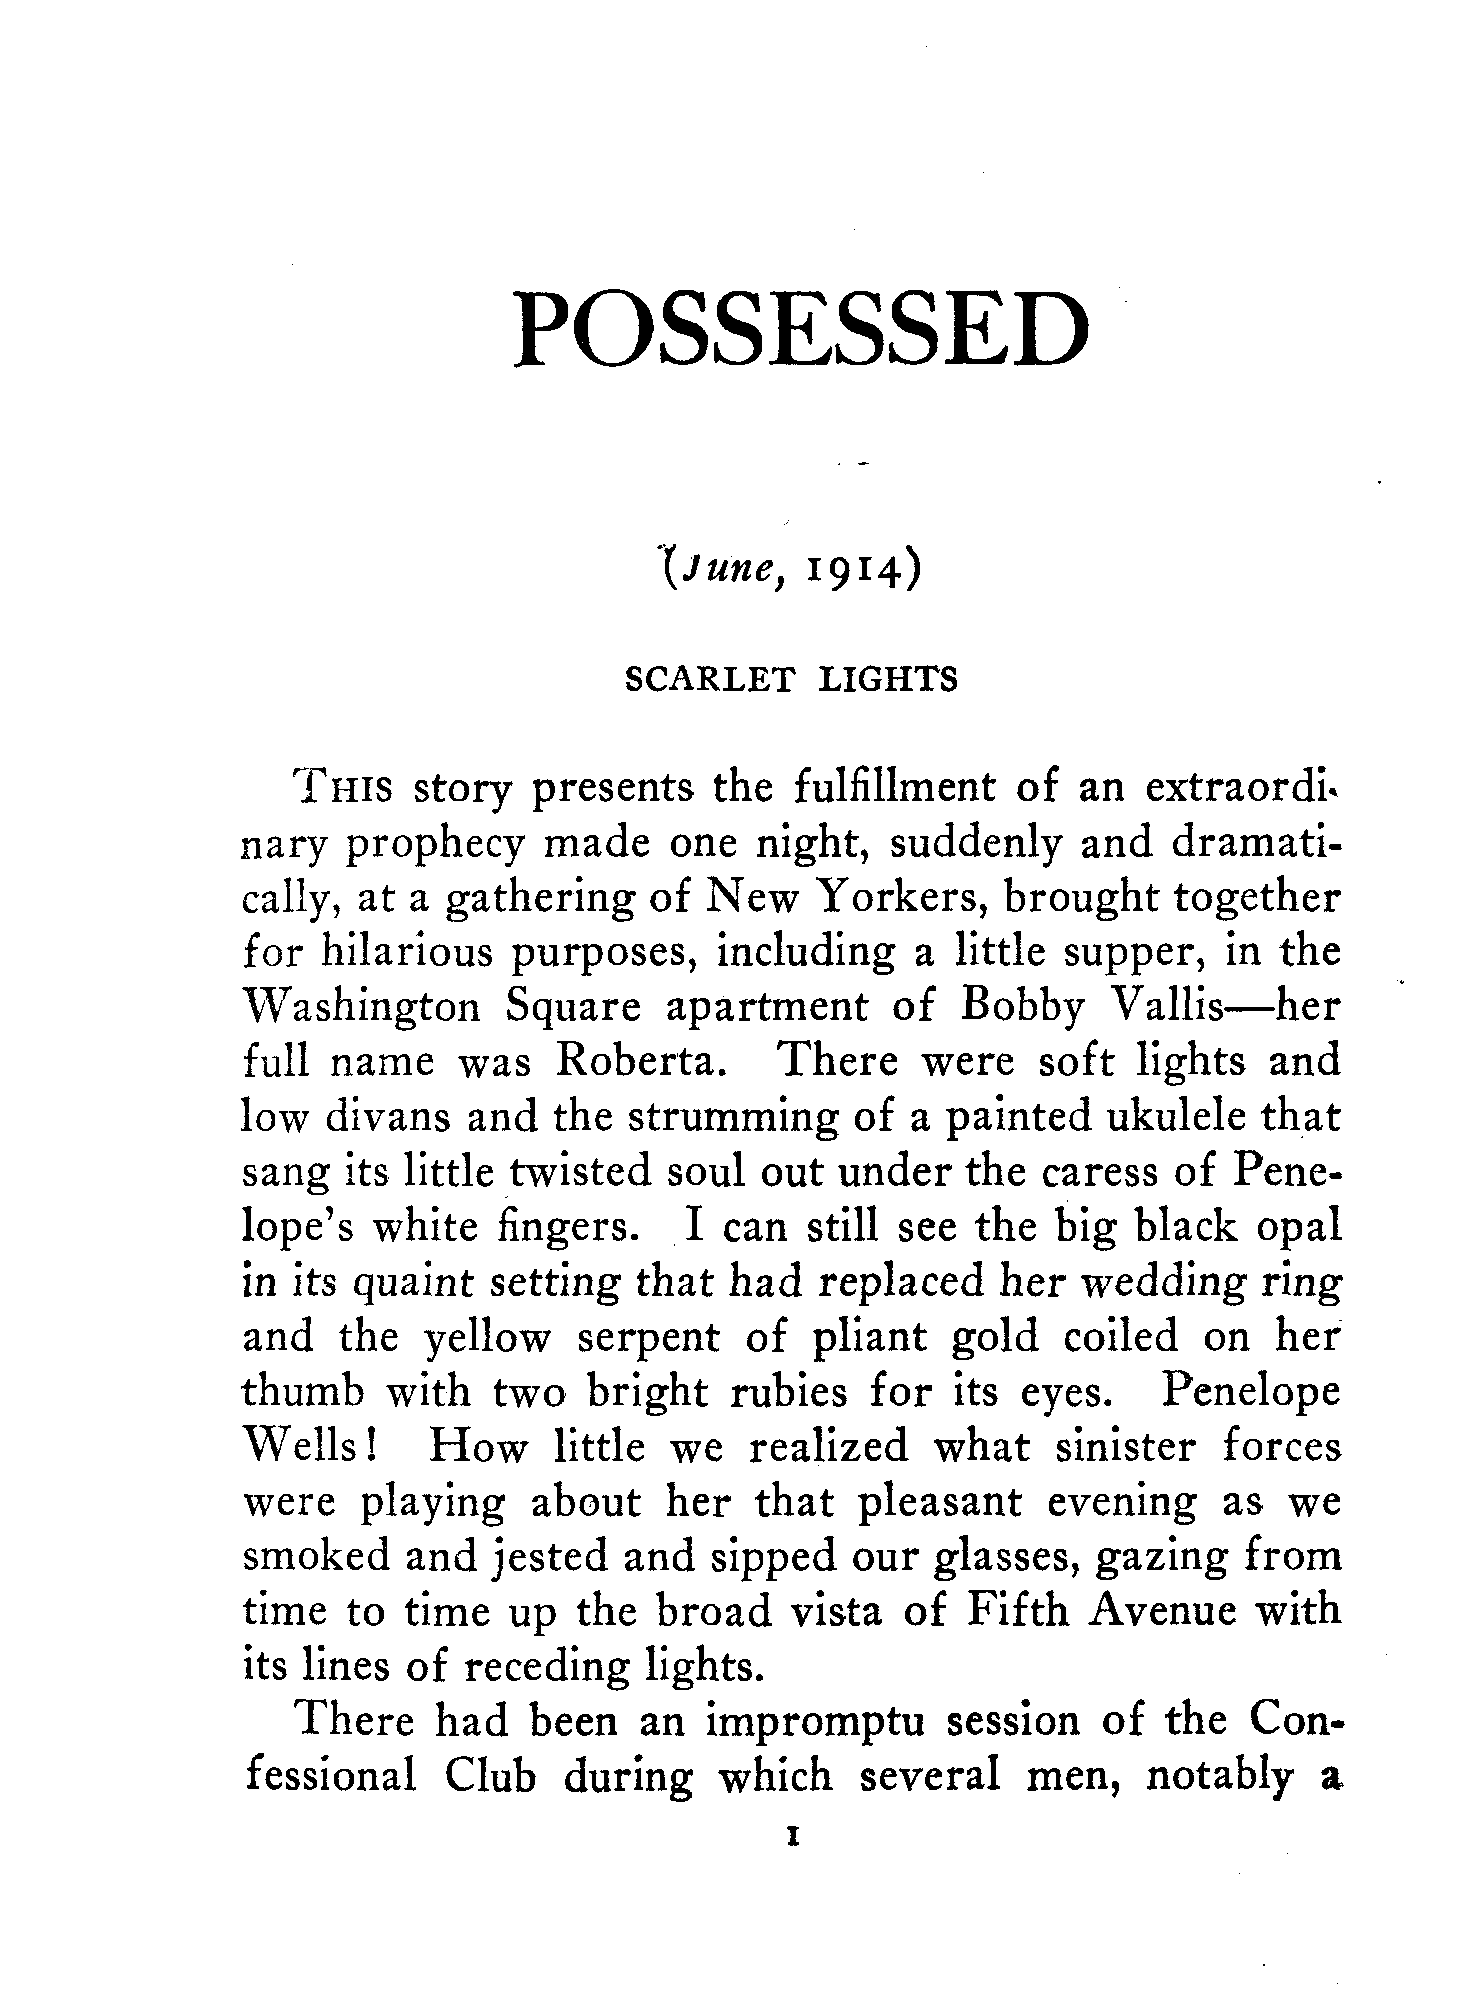 POSSESSED
(June, 1914)
SCARLET LIGHTS
THIS story presents the fulfillment of an extraordi-
nary prophecy made one night, suddenly and dramati-
cally, at a gathering of New Yorkers, brought together
for hilarious purposes, including a little supper, in the
Washington Square apartment of Bobby Vallis—her
full name was Roberta. There were soft lights and
low divans and the strumming of a painted ukulele that
sang its little twisted soul out under the caress of Pene-
lope's white fingers. I can still see the big black opal
in its quaint setting that had replaced her wedding ring
and the yellow serpent of pliant gold coiled on her
thumb with two bright rubies for its eyes. Penelope
Wells! How little we realized what sinister forces
were playing about her that pleasant evening as we
smoked and jested and sipped our glasses, gazing from
time to time up the broad vista of Fifth Avenue with
its lines of receding lights.
There had been an impromptu session of the Con-
fessional Club during which several men, notably a
1